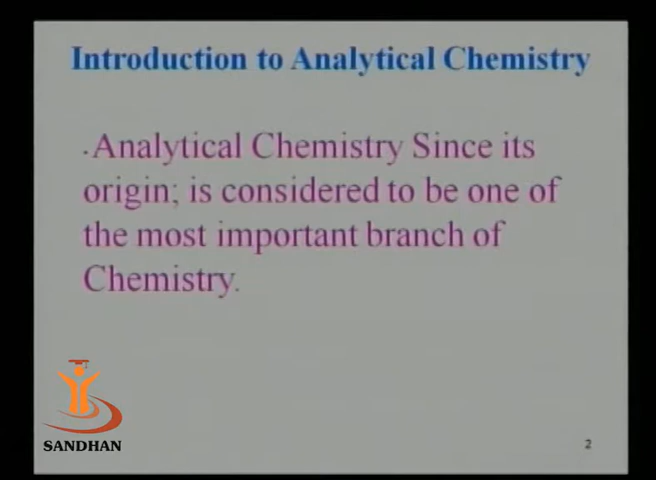 Introduction to Analytical Chemistry
·Analytical Chemistry Since its
origin; is considered to be one of
the most important branch of
Chemistry.
SANDHAN
2